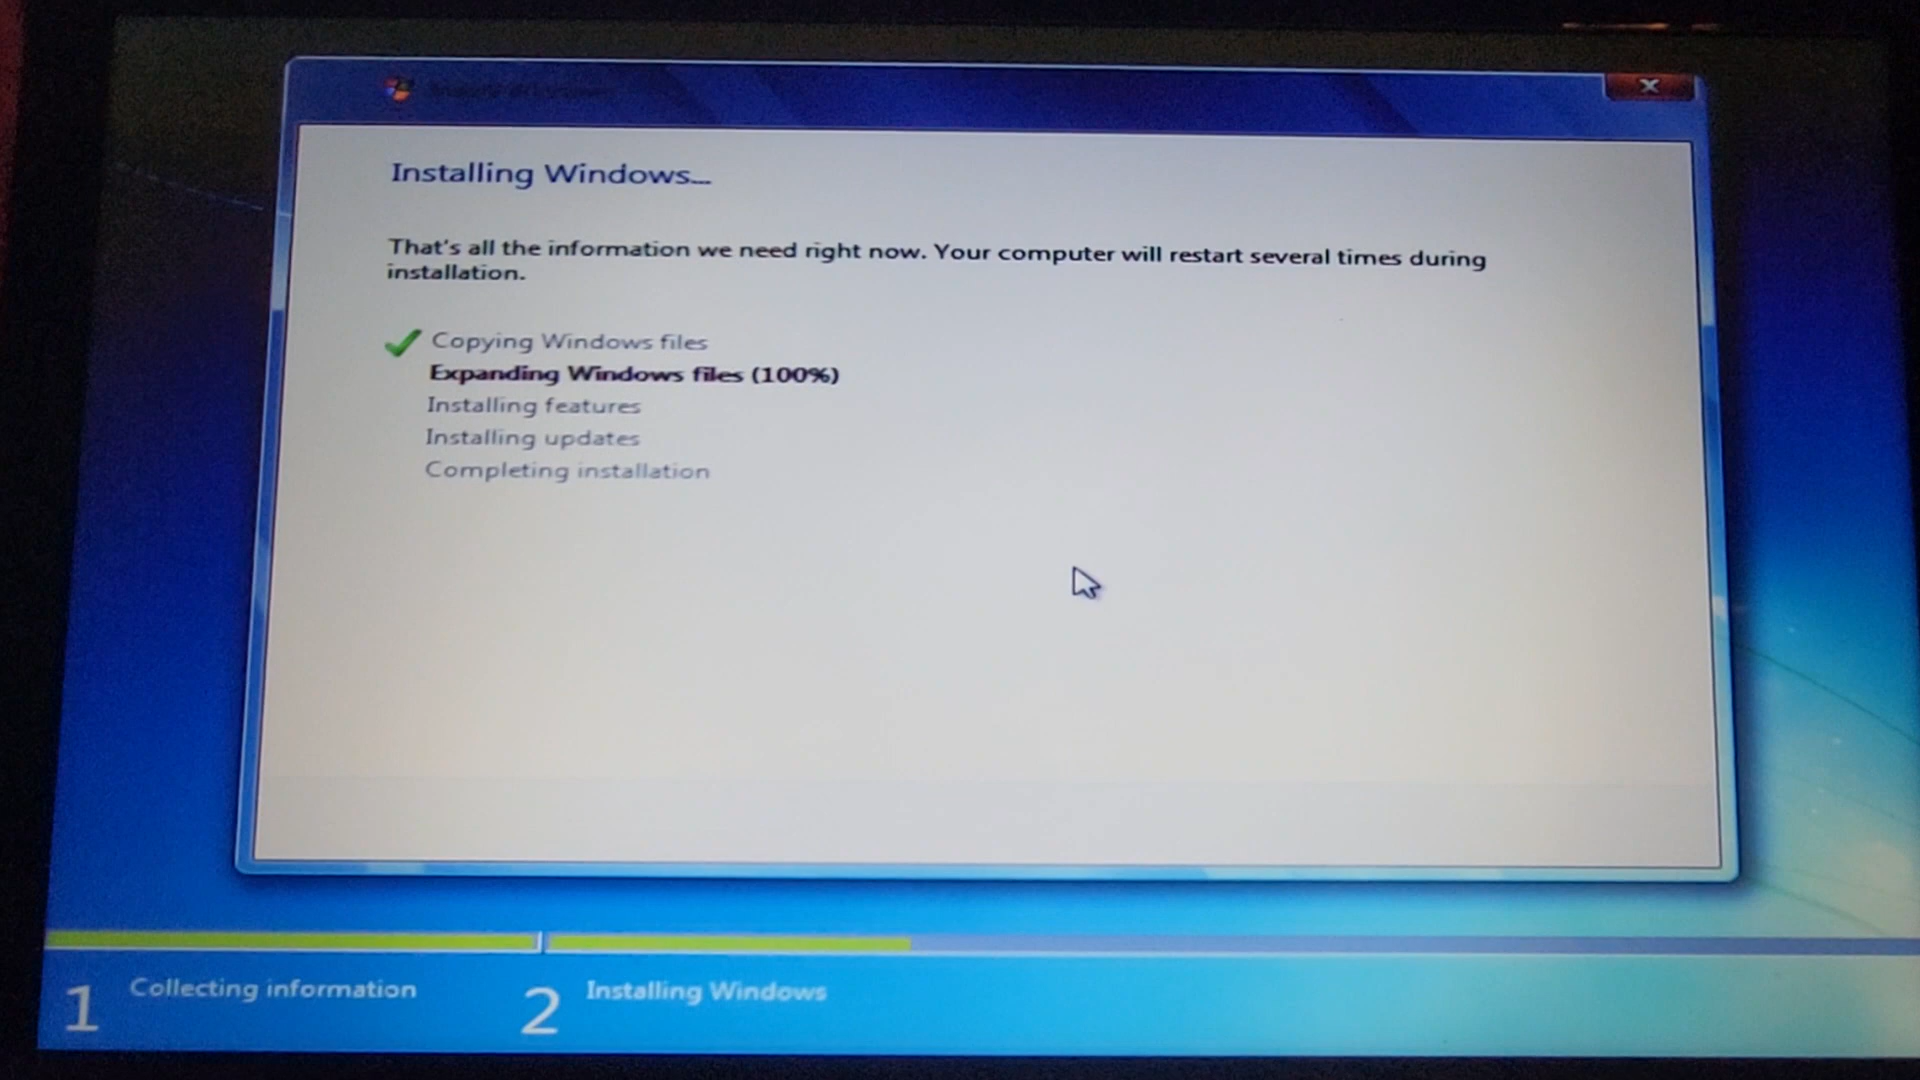 Installing Windows...
That's all the information we need right now. Your computer will restart several times during
installation.
Copying Windows files
Expanding Windows files (100%)
Installing features
Installing updates
Completing installation
1 Collecting information
2 Installing Windows